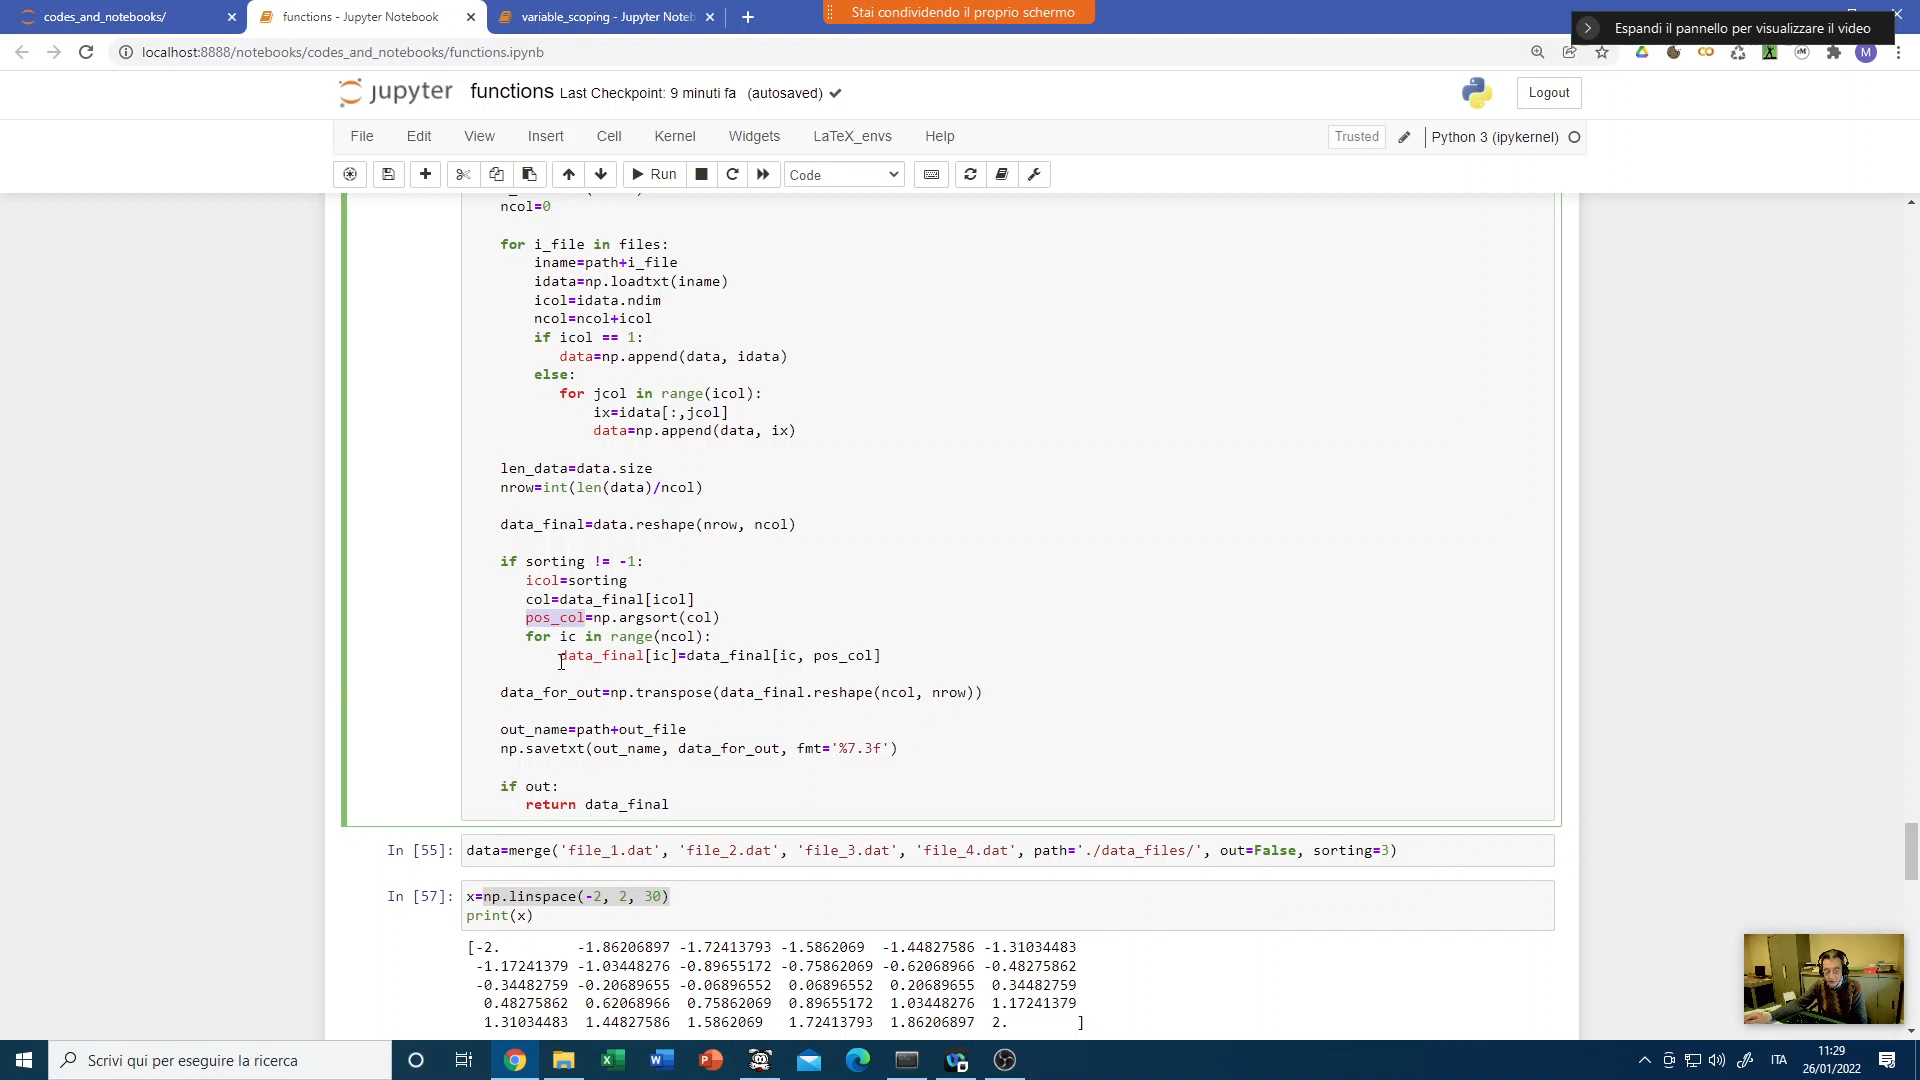 codes_and_notebooks/
functions - Jupyter Notebook
variable_scoping - Jupyter Noteb
Stai condividendo il proprio schermo
Espandi il pannello per visualizzare il video
localhost:8888/notebooks/codes_and_notebooks/functions.ipynb
M
jupyter functions Last Checkpoint: 9 minuti fa (autosaved)
Logout
File Edit View Insert Cell Kernel Widgets LaTeX_envs Help
Trusted Python 3 (ipykernel)
Run Code
ncol=0
for i_file in files:
iname=path+i_file
idata=np.loadtxt(iname)
icol=idata.ndim
ncol=ncol+icol
if icol == 1:
data=np.append(data, idata)
else:
for jcol in range(icol):
ix=idata[:,jcol]
data=np.append(data, ix)
len_data=data.size
nrow=int(len(data)/ncol)
data_final=data.reshape(nrow, ncol)
if sorting != -1:
icol=sorting
col=data_final[icol]
pos_col=np.argsort(col)
for ic in range(ncol):
data_final[ic]=data_final[ic, pos_col]
data_for_out=np.transpose(data_final.reshape(ncol, nrow))
out_name=path+out_file
np.savetxt(out_name, data_for_out, fmt='%7.3f')
if out:
return data_final
In [55]: data=merge('file_1.dat', 'file_2.dat', 'file_3.dat', 'file_4.dat', path='./data_files/', out=False, sorting=3)
In [57]: x=np.linspace(-2, 2, 30)
print(x)
[-2. -1.86206897 -1.72413793 -1.5862069 -1.44827586 -1.31034483
-1.17241379 -1.03448276 -0.89655172 -0.75862069 -0.62068966 -0.48275862
-0.34482759 -0.20689655 -0.06896552 0.06896552 0.20689655 0.34482759
0.48275862 0.62068966 0.75862069 0.89655172 1.03448276 1.17241379
1.31034483 1.44827586 1.5862069 1.72413793 1.86206897 2. ]
Scrivi qui per eseguire la ricerca
ITA
11:29
26/01/2022